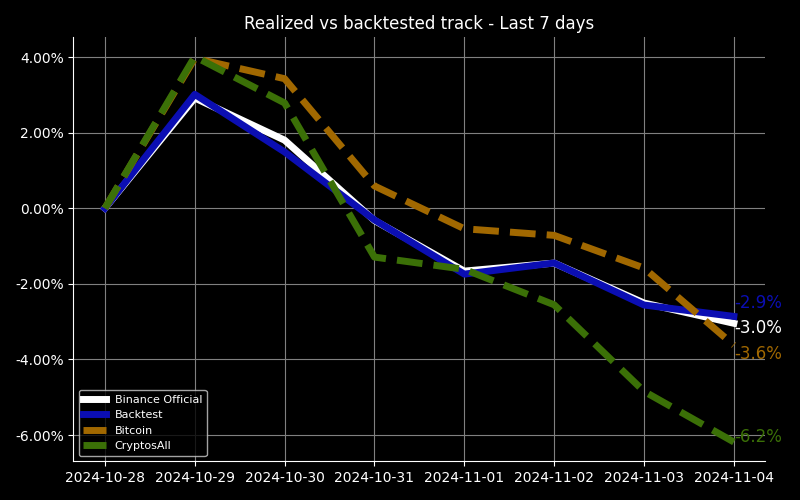 Realized vs backtested track - Last 7 days
4.00%
2.00%
0.00%
-2.00%
-4.00%
-6.00%
-2.9%
-3.0%
-3.6%
-6.2%
Binance Official
Backtest
Bitcoin
CryptosAll
2024-10-28 2024-10-29 2024-10-30 2024-10-31 2024-11-01 2024-11-02 2024-11-03 2024-11-04